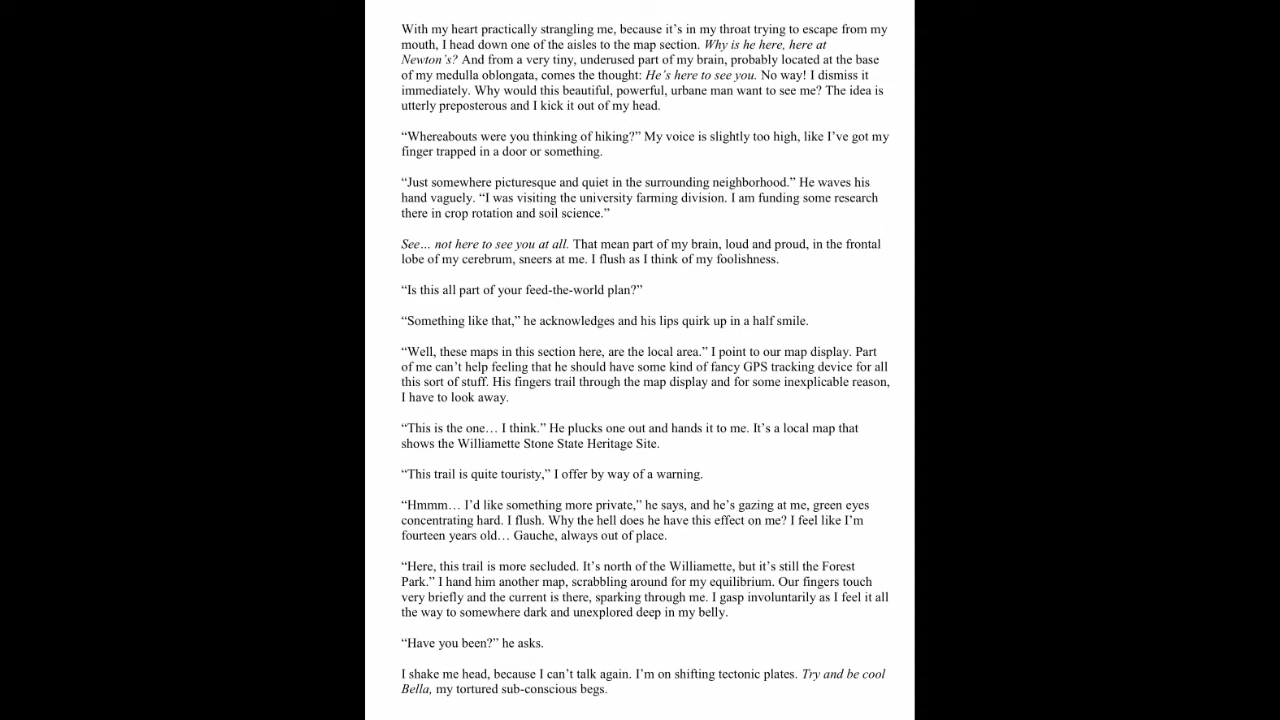 With my heart practically strangling me, because it’s in my throat trying to escape from my
mouth, I head down one of the aisles to the map section. Why is he here, here at
Newton’s? And from a very tiny, underused part of my brain, probably located at the base
of my medulla oblongata, comes the thought: He’s here to see you. No way! I dismiss it
immediately. Why would this beautiful, powerful, urbane man want to see me? The idea is
utterly preposterous and I kick it out of my head.
“Whereabouts were you thinking of hiking?” My voice is slightly too high, like I’ve got my
finger trapped in a door or something.
“Just somewhere picturesque and quiet in the surrounding neighborhood.” He waves his
hand vaguely. “I was visiting the university farming division. I am funding some research
there in crop rotation and soil science.”
See… not here to see you at all. That mean part of my brain, loud and proud, in the frontal
lobe of my cerebrum, sneers at me. I flush as I think of my foolishness.
“Is this all part of your feed-the-world plan?”
“Something like that,” he acknowledges and his lips quirk up in a half smile.
“Well, these maps in this section here, are the local area.” I point to our map display. Part
of me can’t help feeling that he should have some kind of fancy GPS tracking device for all
this sort of stuff. His fingers trail through the map display and for some inexplicable reason,
I have to look away.
“This is the one… I think.” He plucks one out and hands it to me. It’s a local map that
shows the Williamette Stone State Heritage Site.
“This trail is quite touristy,” I offer by way of a warning.
“Hmmm… I’d like something more private,” he says, and he’s gazing at me, green eyes
concentrating hard. I flush. Why the hell does he have this effect on me? I feel like I’m
fourteen years old… Gauche, always out of place.
“Here, this trail is more secluded. It’s north of the Williamette, but it’s still the Forest
Park.” I hand him another map, scrabbling around for my equilibrium. Our fingers touch
very briefly and the current is there, sparking through me. I gasp involuntarily as I feel it all
the way to somewhere dark and unexplored deep in my belly.
“Have you been?” he asks.
I shake me head, because I can’t talk again. I’m on shifting tectonic plates. Try and be cool
Bella, my tortured sub-conscious begs.